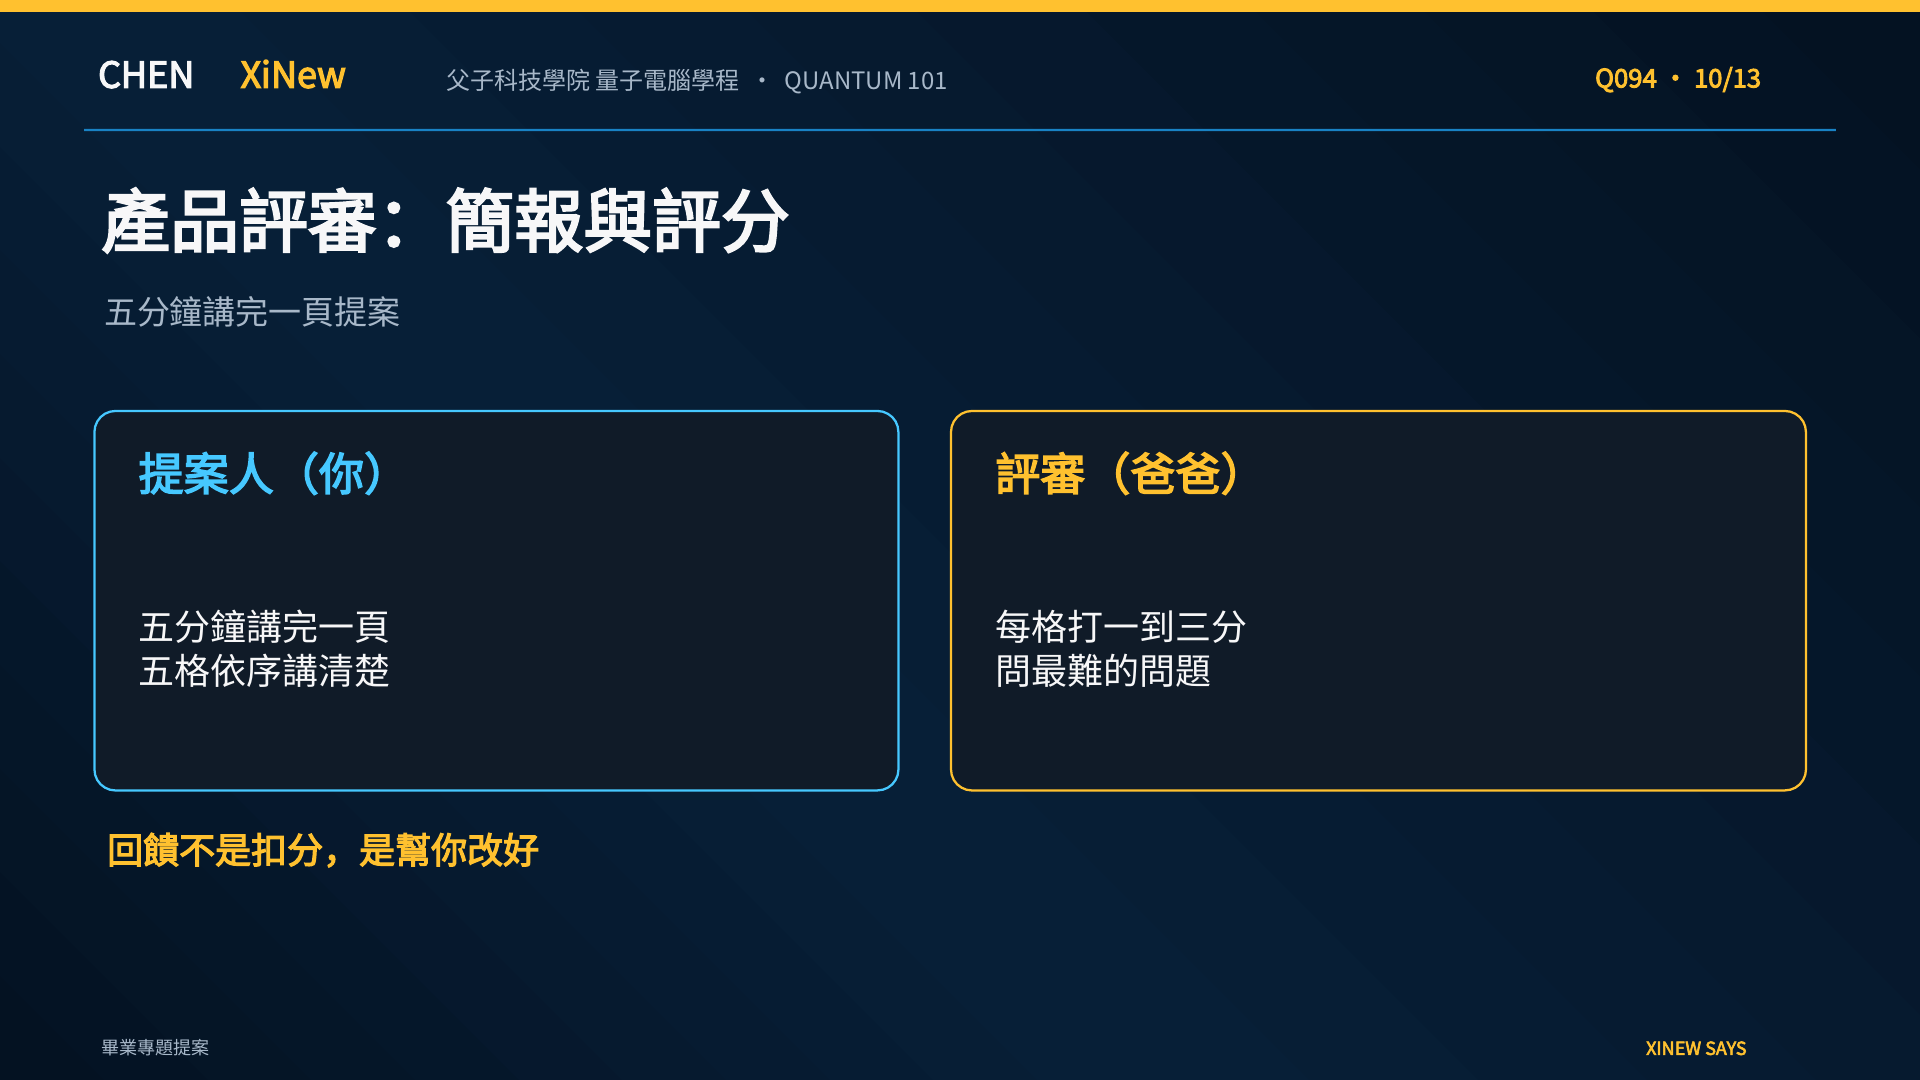 CHEN XiNew 父子科技學院 量子電腦學程 • QUANTUM 101 Q094 • 10/13
產品評審：簡報與評分
五分鐘講完一頁提案
提案人（你）
五分鐘講完一頁
五格依序講清楚
評審（爸爸）
每格打一到三分
問最難的問題
回饋不是扣分，是幫你改好
畢業專題提案
XINEW SAYS